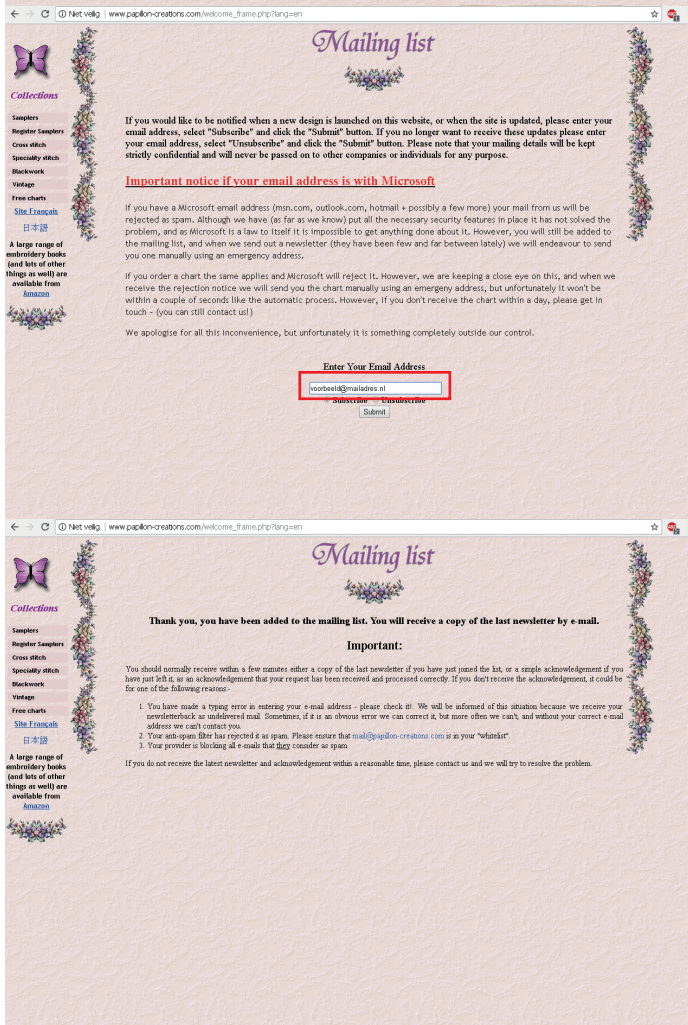 Niet veilig | www.papillon-creations.com/welcome_frame.php?lang=en
Mailing list
Collections
Samplers
Register Samplers
Cross stitch
Speciality stitch
Blackwork
Vintage
Free charts
Site Français
日本語
A large range of
embroidery books
(and lots of other
things as well) are
available from
Amazon
If you would like to be notified when a new design is launched on this website, or when the site is updated, please enter your
email address, select "Subscribe" and click the "Submit" button. If you no longer want to receive these updates please enter
your email address, select "Unsubscribe" and click the "Submit" button. Please note that your mailing details will be kept
strictly confidential and will never be passed on to other companies or individuals for any purpose.
Important notice if your email address is with Microsoft
If you have a Microsoft email address (msn.com, outlook.com, hotmail + possibly a few more) your mail from us will be
rejected as spam. Although we have (as far as we know) put all the necessary security features in place it has not solved the
problem, and as Microsoft is a law to itself it is impossible to get anything done about it. However, you will still be added to
the mailing list, and when we send out a newsletter (they have been few and far between lately) we will endeavour to send
you one manually using an emergency address.
If you order a chart the same applies and Microsoft will reject it. However, we are keeping a close eye on this, and when we
receive the rejection notice we will send you the chart manually using an emergeny address, but unfortunately it won't be
within a couple of seconds like the automatic process. However, if you don't receive the chart within a day, please get in
touch - (you can still contact us!)
We apologise for all this inconvenience, but unfortunately it is something completely outside our control.
Enter Your Email Address
voorbeeld@mailadres.nl
Subscribe Unsubscribe
Submit
Niet veilig | www.papillon-creations.com/welcome_frame.php?lang=en
Mailing list
Collections
Samplers
Register Samplers
Cross stitch
Speciality stitch
Blackwork
Vintage
Free charts
Site Français
日本語
A large range of
embroidery books
(and lots of other
things as well) are
available from
Amazon
Thank you, you have been added to the mailing list. You will receive a copy of the last newsletter by e-mail.
Important:
You should normally receive within a few minutes either a copy of the last newsletter if you have just joined the list, or a simple acknowledgement if you
have just left it, as an acknowledgement that your request has been received and processed correctly. If you don't receive the acknowledgement, it could be
for one of the following reasons:-
1. You have made a typing error in entering your e-mail address - please check it!. We will be informed of this situation because we receive your
newsletterback as undelivered mail. Sometimes, if it is an obvious error we can correct it, but more often we can't, and without your correct e-mail
address we can't contact you.
2. Your anti-spam filter has rejected it as spam. Please ensure that mail@papillon-creations.com is in your "whitelist".
3. Your provider is blocking all e-mails that they consider as spam
If you do not receive the latest newsletter and acknowledgement within a reasonable time, please contact us and we will try to resolve the problem.